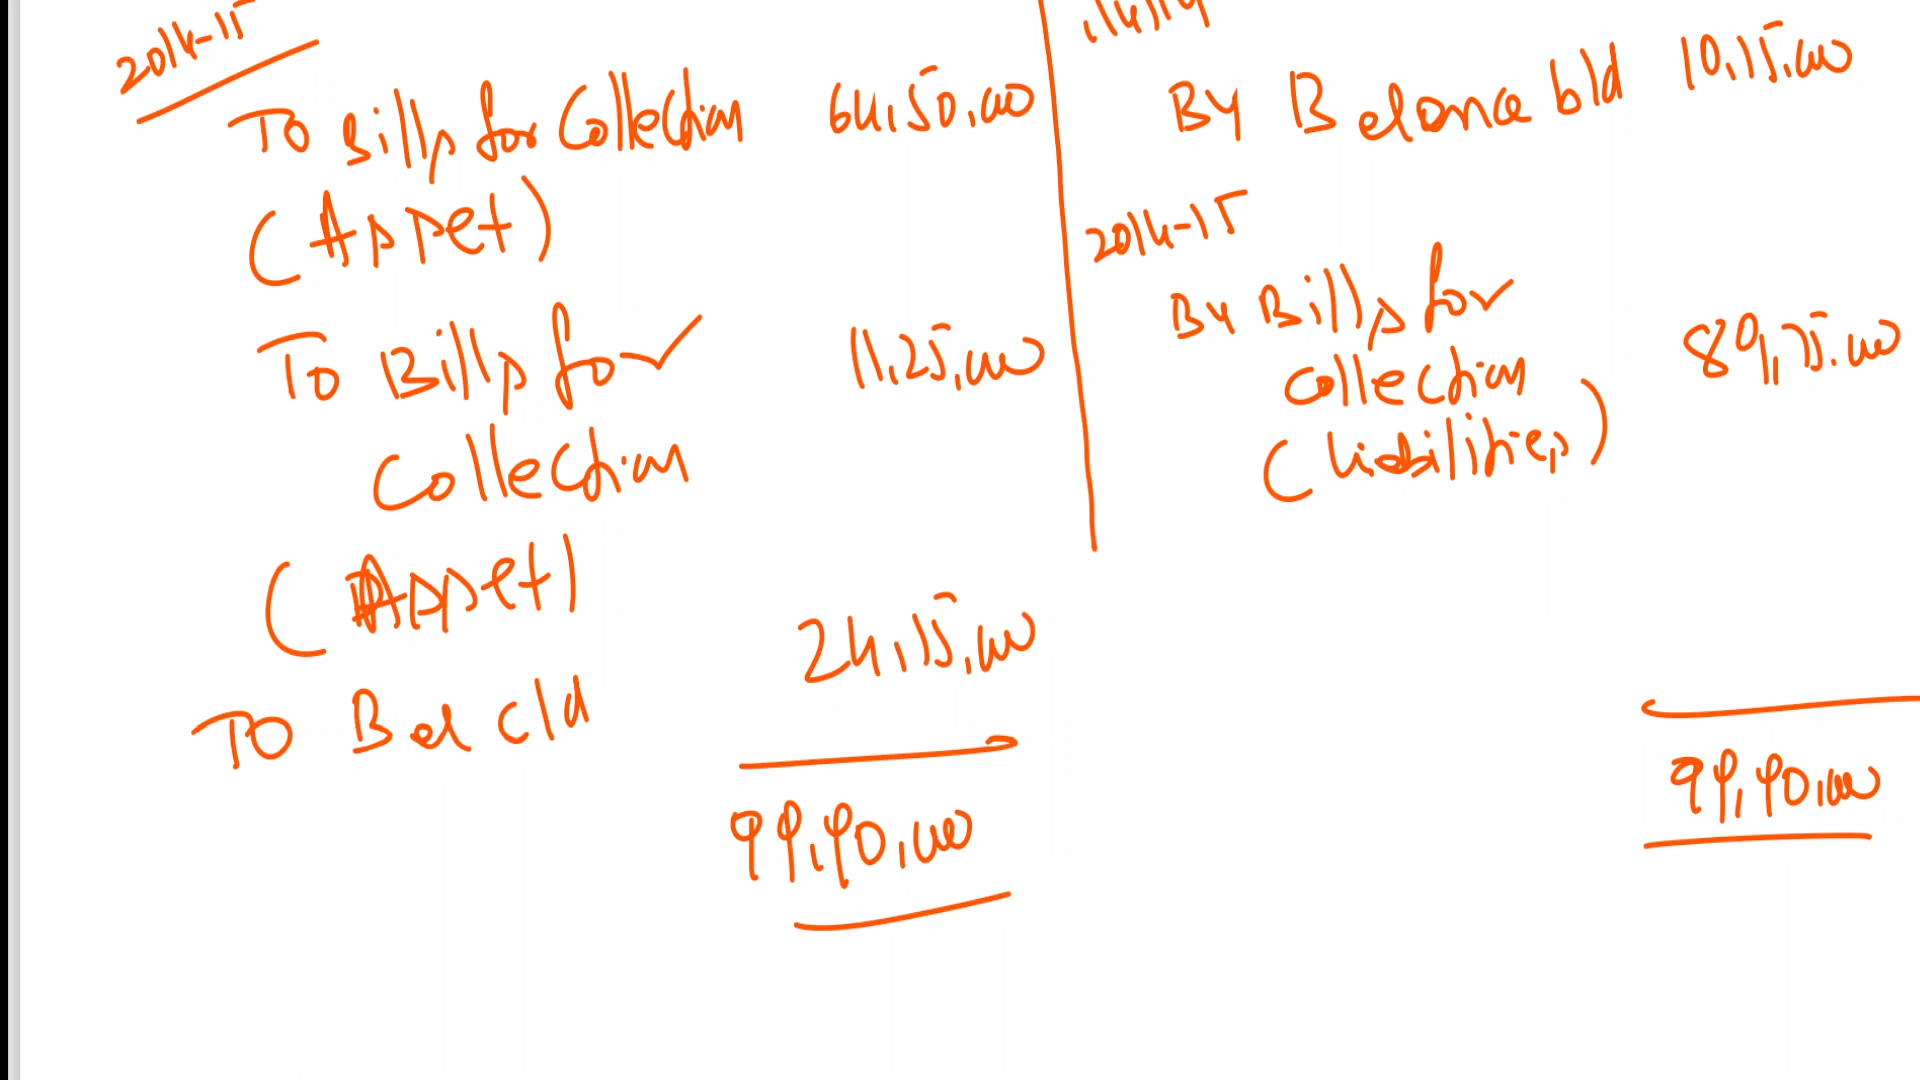 2014-15
To Bills for Collection 64,50,000
(Asset)
To Bills for 11,25,000
Collection
(Asset)
24,15,000
To Bal c/d
99,90,000
By Balance b/d 10,15,000
2014-15
By Bills for
Collection 89,75,000
(Liabilities)
99,90,000